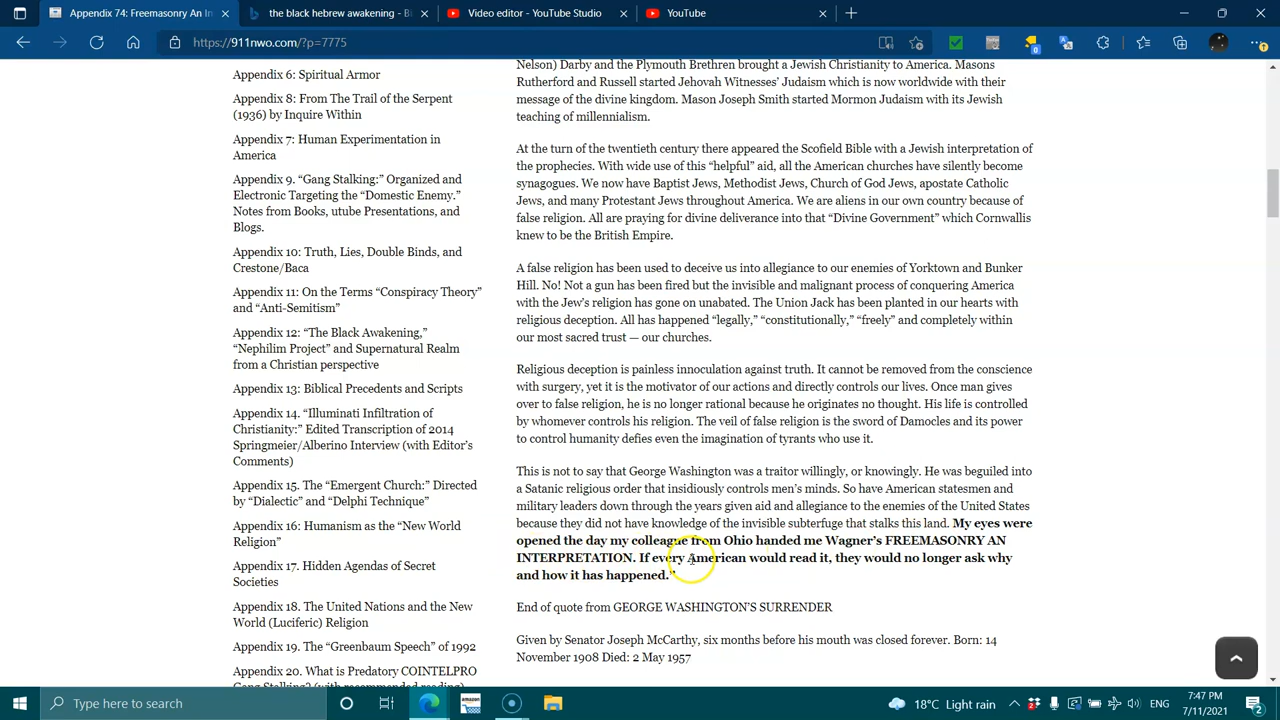 Appendix 74: Freemasonry An In
the black hebrew awakening - Bi
Video editor - YouTube Studio
YouTube
https://911nwo.com/?p=7775
Appendix 6: Spiritual Armor
Appendix 8: From The Trail of the Serpent
(1936) by Inquire Within
Appendix 7: Human Experimentation in
America
Appendix 9. “Gang Stalking:” Organized and
Electronic Targeting the “Domestic Enemy.”
Notes from Books, utube Presentations, and
Blogs.
Appendix 10: Truth, Lies, Double Binds, and
Crestone/Baca
Appendix 11: On the Terms “Conspiracy Theory”
and “Anti-Semitism”
Appendix 12: “The Black Awakening,”
“Nephilim Project” and Supernatural Realm
from a Christian perspective
Appendix 13: Biblical Precedents and Scripts
Appendix 14. “Illuminati Infiltration of
Christianity:” Edited Transcription of 2014
Springmeier/Alberino Interview (with Editor’s
Comments)
Appendix 15. The “Emergent Church:” Directed
by “Dialectic” and “Delphi Technique”
Appendix 16: Humanism as the “New World
Religion”
Appendix 17. Hidden Agendas of Secret
Societies
Appendix 18. The United Nations and the New
World (Luciferic) Religion
Appendix 19. The “Greenbaum Speech” of 1992
Appendix 20. What is Predatory COINTELPRO
Gang Stalking? (with recommended reading)
Nelson) Darby and the Plymouth Brethren brought a Jewish Christianity to America. Masons
Rutherford and Russell started Jehovah Witnesses’ Judaism which is now worldwide with their
message of the divine kingdom. Mason Joseph Smith started Mormon Judaism with its Jewish
teaching of millennialism.
At the turn of the twentieth century there appeared the Scofield Bible with a Jewish interpretation of
the prophecies. With wide use of this “helpful” aid, all the American churches have silently become
synagogues. We now have Baptist Jews, Methodist Jews, Church of God Jews, apostate Catholic
Jews, and many Protestant Jews throughout America. We are aliens in our own country because of
false religion. All are praying for divine deliverance into that “Divine Government” which Cornwallis
knew to be the British Empire.
A false religion has been used to deceive us into allegiance to our enemies of Yorktown and Bunker
Hill. No! Not a gun has been fired but the invisible and malignant process of conquering America
with the Jew’s religion has gone on unabated. The Union Jack has been planted in our hearts with
religious deception. All has happened “legally,” “constitutionally,” “freely” and completely within
our most sacred trust — our churches.
Religious deception is painless innoculation against truth. It cannot be removed from the conscience
with surgery, yet it is the motivator of our actions and directly controls our lives. Once man gives
over to false religion, he is no longer rational because he originates no thought. His life is controlled
by whomever controls his religion. The veil of false religion is the sword of Damocles and its power
to control humanity defies even the imagination of tyrants who use it.
This is not to say that George Washington was a traitor willingly, or knowingly. He was beguiled into
a Satanic religious order that insidiously controls men’s minds. So have American statesmen and
military leaders down through the years given aid and allegiance to the enemies of the United States
because they did not have knowledge of the invisible subterfuge that stalks this land. My eyes were
opened the day my colleague from Ohio handed me Wagner’s FREEMASONRY AN
INTERPRETATION. If every American would read it, they would no longer ask why
and how it has happened.”
End of quote from GEORGE WASHINGTON’S SURRENDER
Given by Senator Joseph McCarthy, six months before his mouth was closed forever. Born: 14
November 1908 Died: 2 May 1957
Type here to search
amazon
18°C Light rain
ENG
7:47 PM
7/11/2021
2